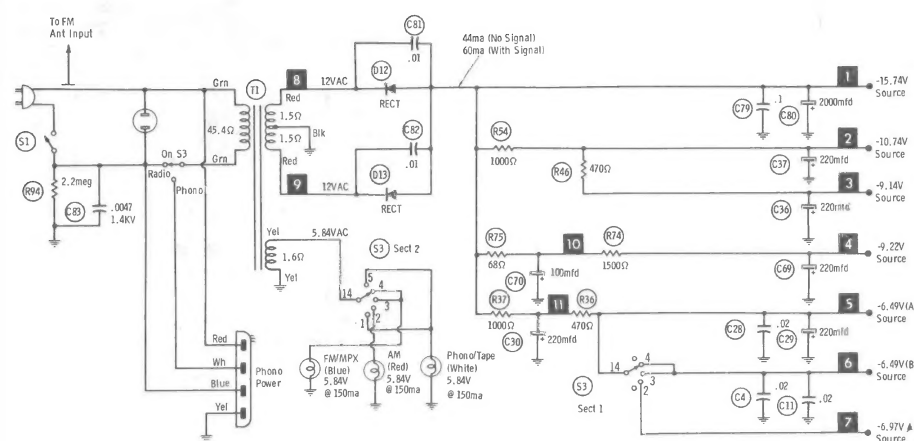 To FM
Ant Input
C81
.01
44ma (No Signal)
60ma (With Signal)
Grn
T1
8
12VAC
D12
RECT
1
-15.74V
Source
Red
1.5Ω
Blk
1.5Ω
Red
45.4Ω
C79
.1
C80
2000mfd
S1
On S3
Grn
Radio
Phono
C82
.01
R54
1000Ω
2
-10.74V
Source
R46
470Ω
C37
220mfd
R94
2.2meg
C83
.0047
1.4KV
9
12VAC
D13
RECT
3
-9.14V
Source
C36
220mfd
Yel
5.84VAC
1.6Ω
Yel
S3 Sect 2
5
4
14
3
2
1
R75
68Ω
10
R74
1500Ω
C70
100mfd
4
-9.22V
Source
C69
220mfd
R37
1000Ω
11
R36
470Ω
C30
220mfd
5
-6.49V(A
Source
C28
.02
C29
220mfd
Red
Wh
Blue
Yel
Phono
Power
FM/MPX
(Blue)
5.84V
@ 150ma
AM
(Red)
5.84V
@ 150ma
Phono/Tape
(White)
5.84V
@ 150ma
14
4
3
2
S3
Sect 1
6
-6.49V(B
Source
C4
.02
C11
.02
7
-6.97V
Source